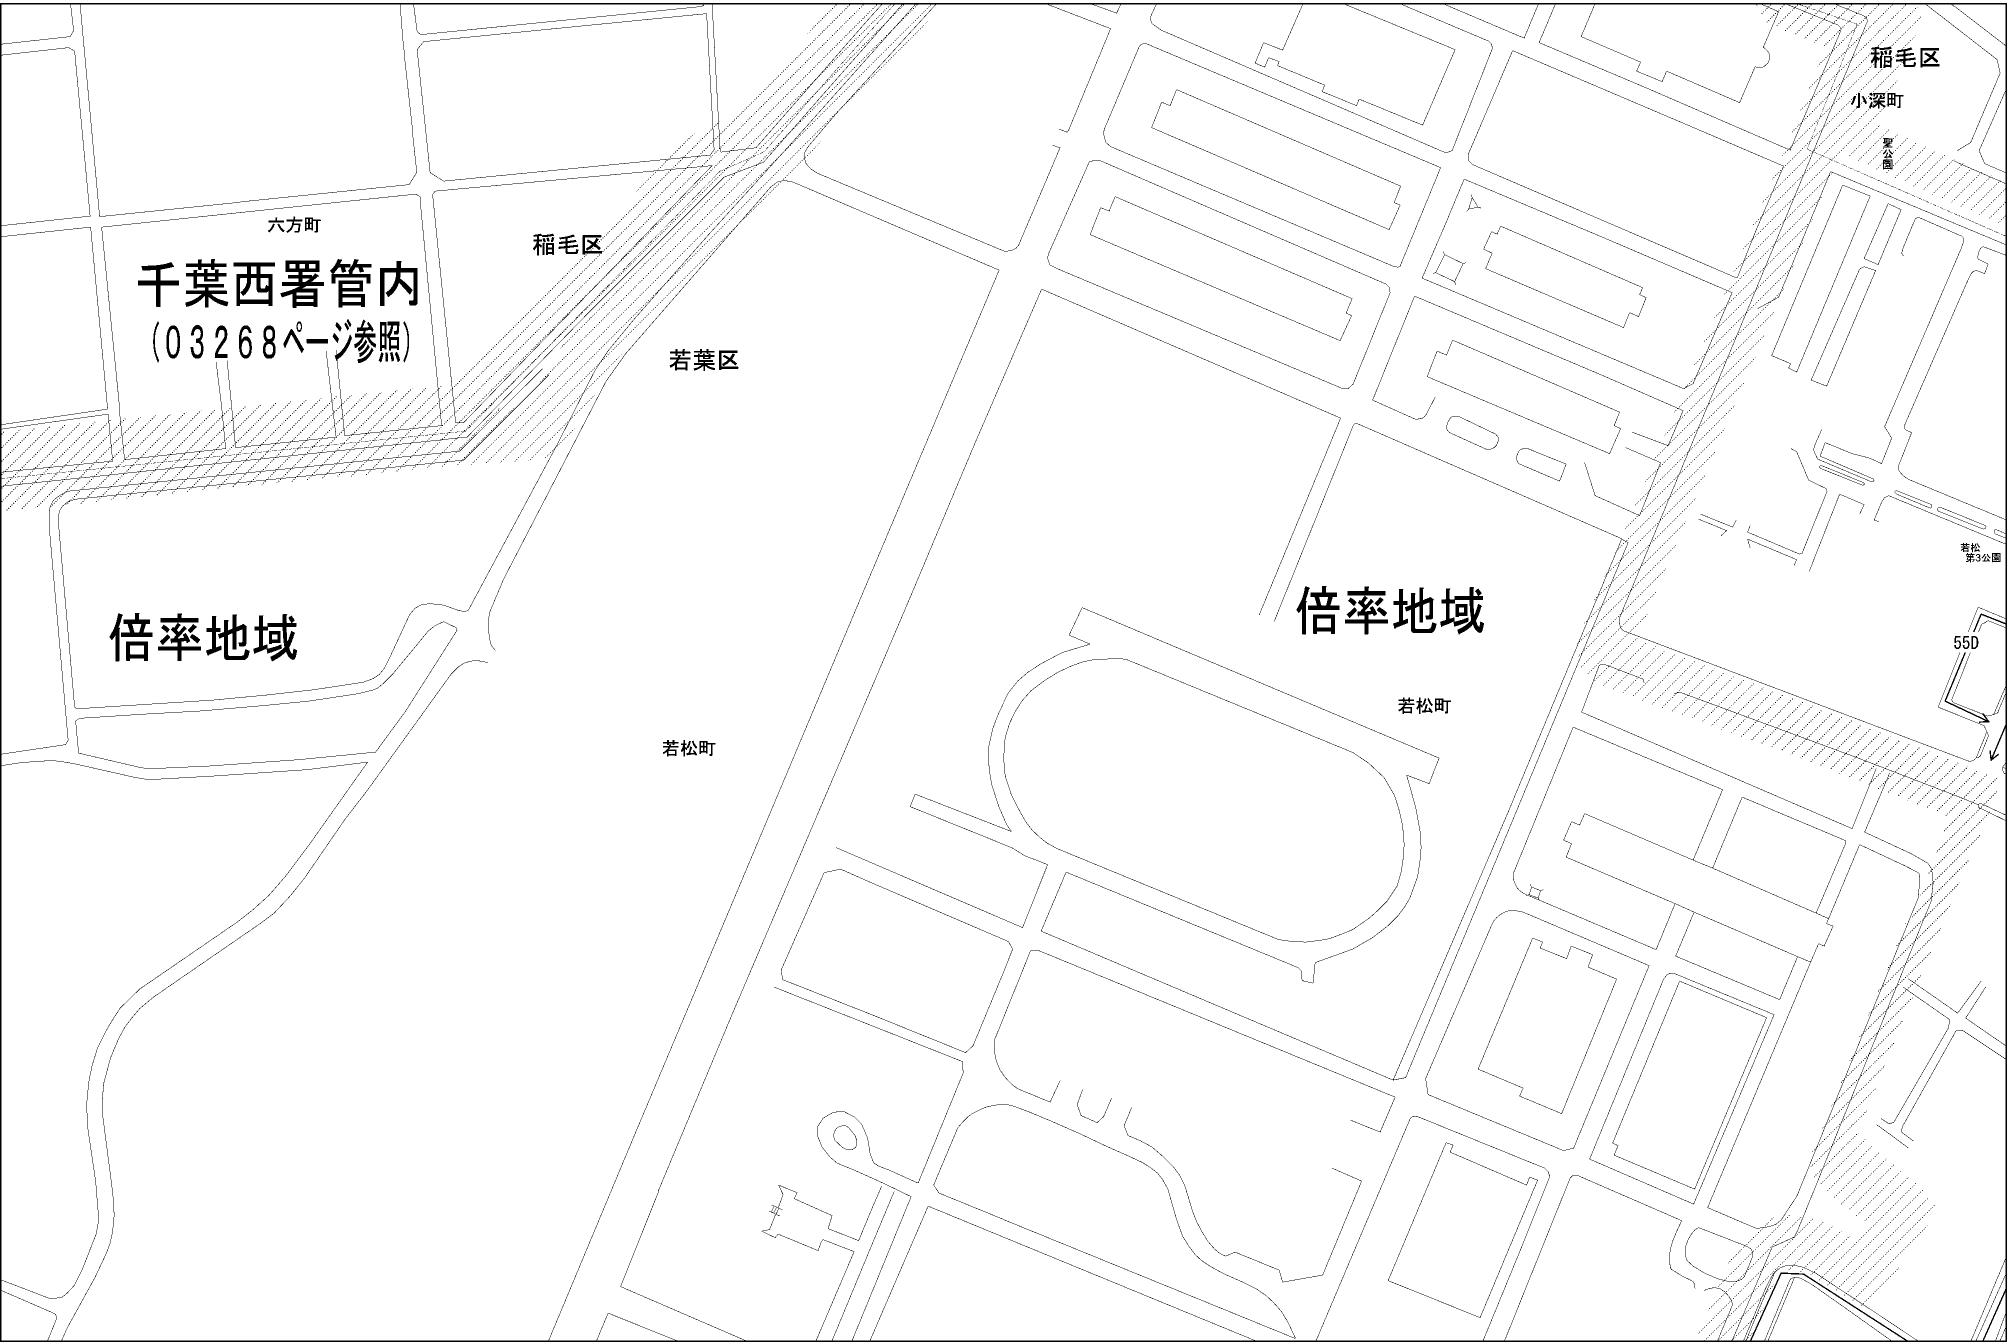 稲毛区
小深町
聖公園
六方町
稲毛区
千葉西署管内
(03268ページ参照)
若葉区
若松
第3公園
倍率地域
倍率地域
55D
若松町
若松町